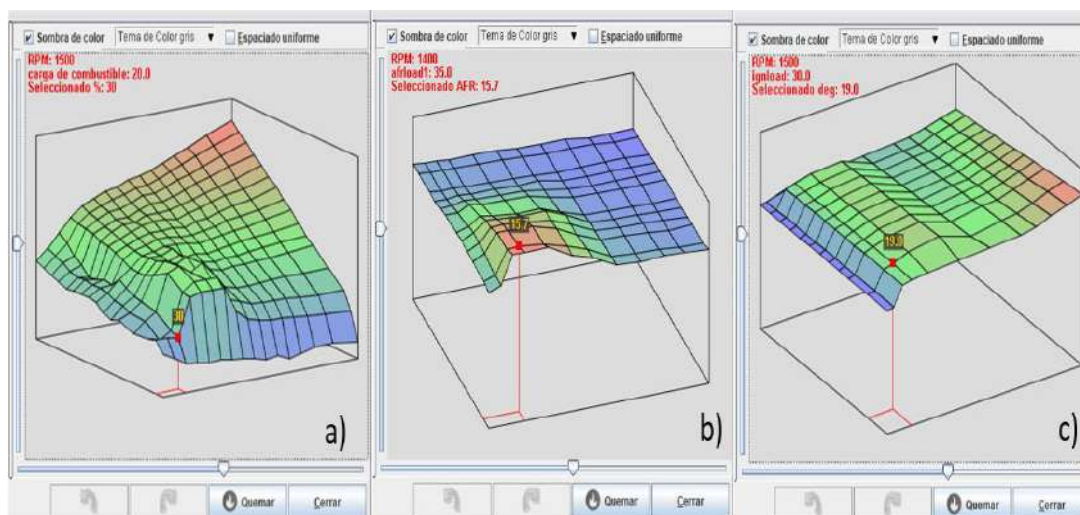 Sombra de color Tema de Color gris Espaciado uniforme
RPM: 1500
carga de combustible: 20.0
Seleccionado %: 30
30
a)
Quemar Cerrar
Sombra de color Tema de Color gris Espaciado uniforme
RPM: 1400
afrload1: 35.0
Seleccionado AFR: 15.7
15.7
b)
Quemar Cerrar
Sombra de color Tema de Color gris Espaciado uniforme
RPM: 1500
ignload: 30.0
Seleccionado deg: 19.0
19.0
c)
Quemar Cerrar